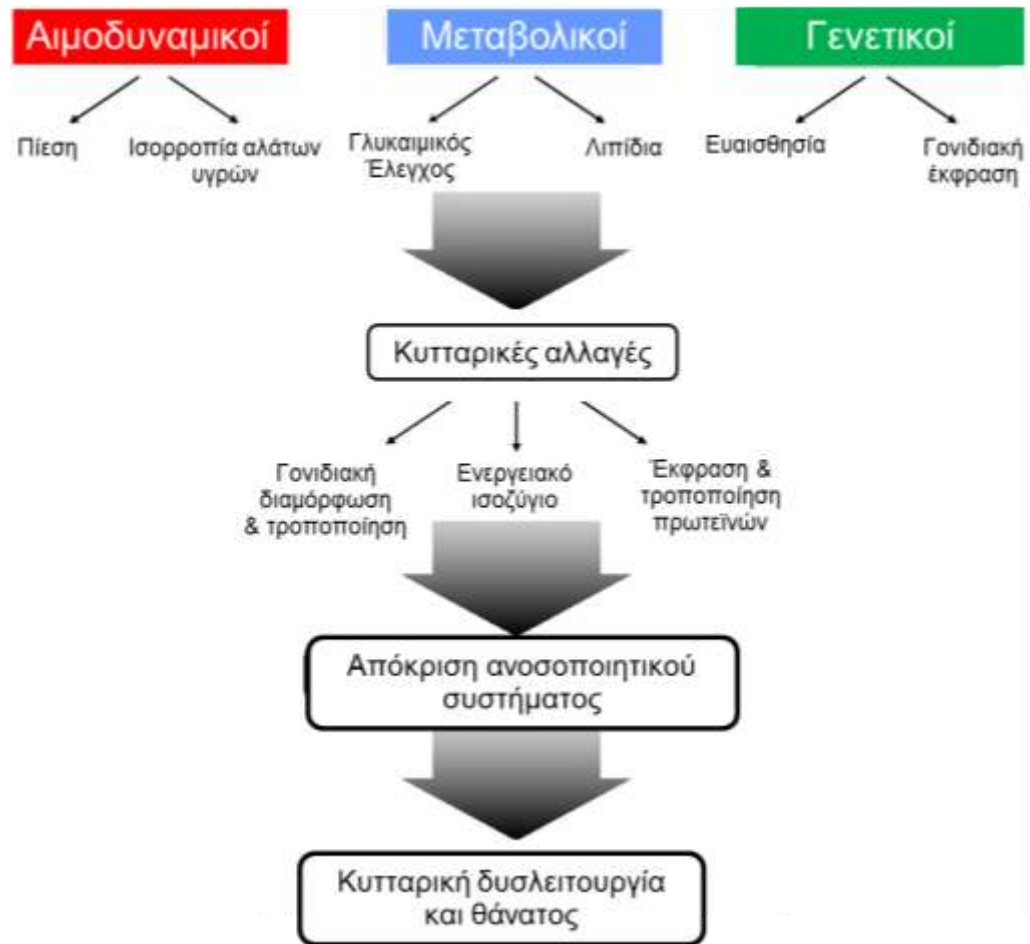 Αιμοδυναμικοί
Μεταβολικοί
Γενετικοί
Πίεση
Ισορροπία αλάτων
υγρών
Γλυκαιμικός
Έλεγχος
Λιπίδια
Ευαισθησία
Γονιδιακή
έκφραση
Κυτταρικές αλλαγές
Γονιδιακή
διαμόρφωση
& τροποποίηση
Ενεργειακό
ισοζύγιο
Έκφραση &
τροποποίηση
πρωτεϊνών
Απόκριση ανοσοποιητικού
συστήματος
Κυτταρική δυσλειτουργία
και θάνατος